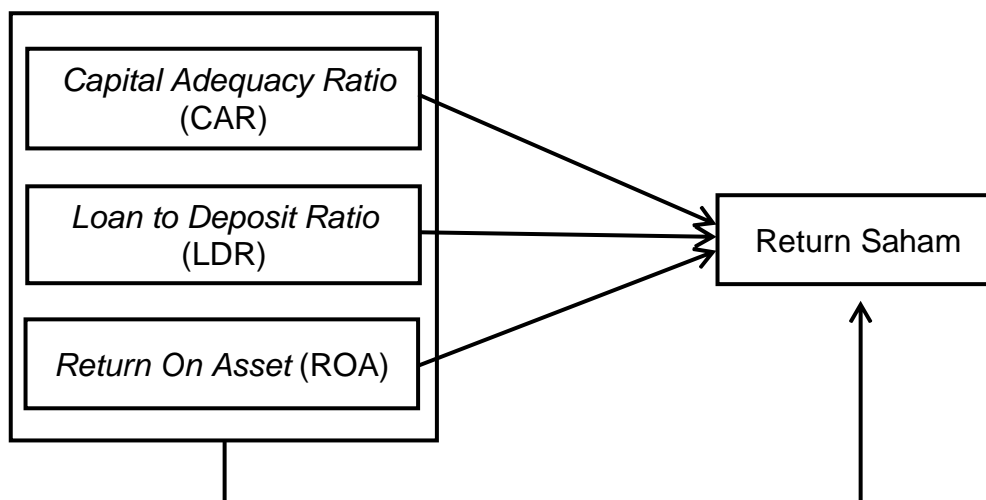 Capital Adequacy Ratio
(CAR)
Loan to Deposit Ratio
(LDR)
Return On Asset (ROA)
Return Saham